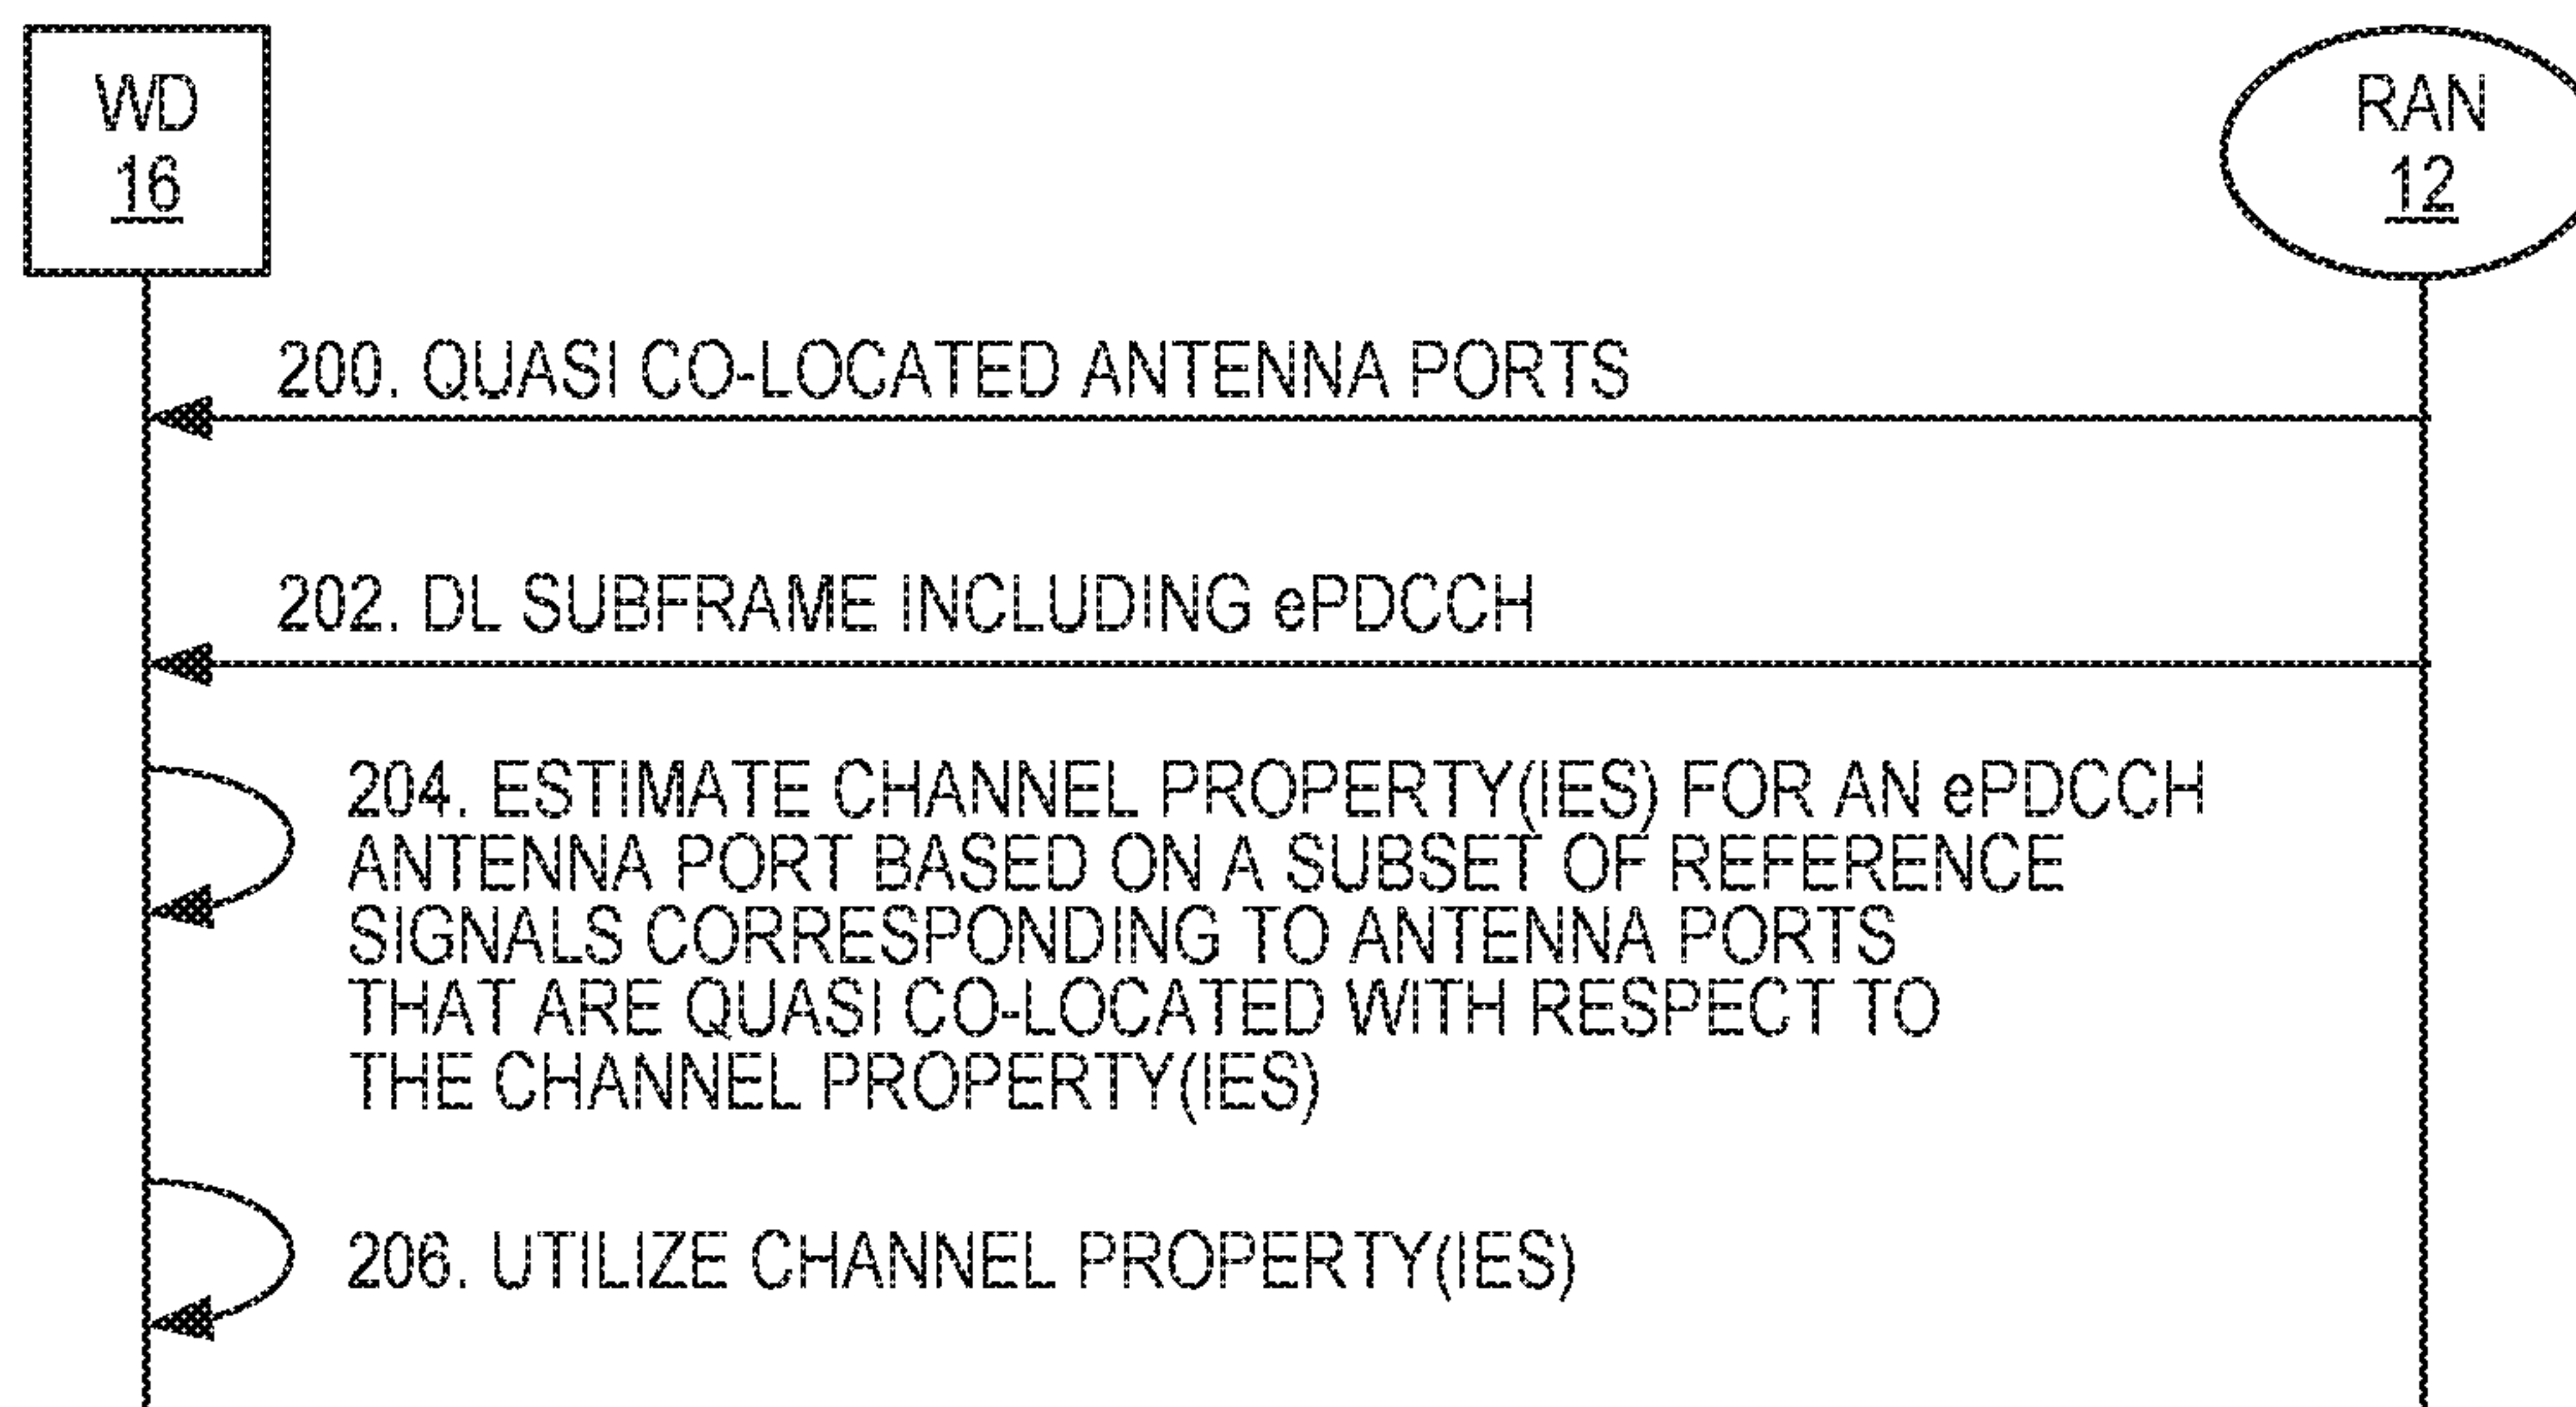 WD
16
RAN
12
200. QUASI CO-LOCATED ANTENNA PORTS
202. DL SUBFRAME INCLUDING ePDCCH
204. ESTIMATE CHANNEL PROPERTY(IES) FOR AN ePDCCH
ANTENNA PORT BASED ON A SUBSET OF REFERENCE
SIGNALS CORRESPONDING TO ANTENNA PORTS
THAT ARE QUASI CO-LOCATED WITH RESPECT TO
THE CHANNEL PROPERTY(IES)
206. UTILIZE CHANNEL PROPERTY(IES)